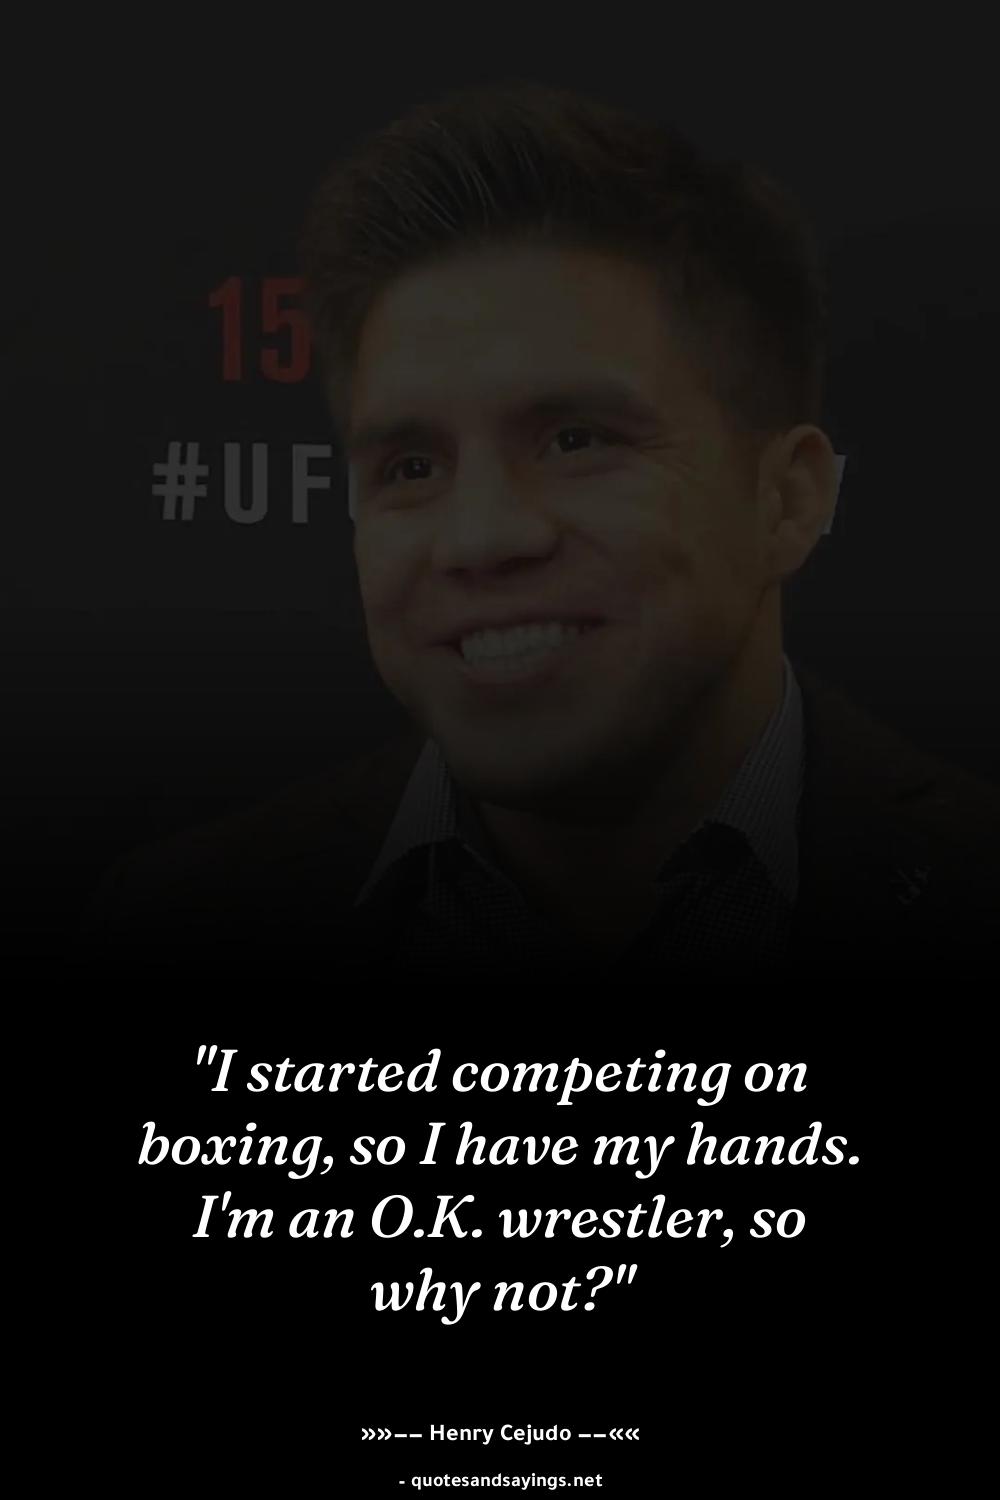 15
#UF
"I started competing on
boxing, so I have my hands.
I'm an O.K. wrestler, so
why not?"
»»−− Henry Cejudo −−««
- quotesandsayings.net